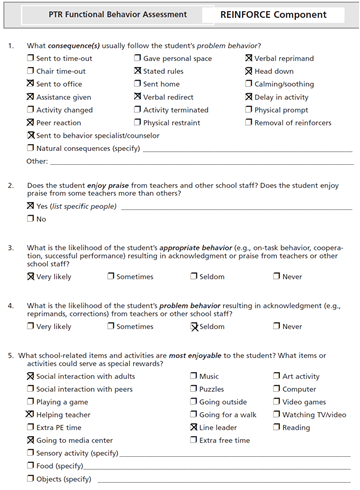 PTR Functional Behavior Assessment REINFORCE Component
1. What consequence(s) usually follow the student's problem behavior?
☐ Sent to time-out ☐ Gave personal space ☒ Verbal reprimand
☐ Chair time-out ☒ Stated rules ☒ Head down
☒ Sent to office ☐ Sent home ☐ Calming/soothing
☒ Assistance given ☒ Verbal redirect ☒ Delay in activity
☐ Activity changed ☐ Activity terminated ☐ Physical prompt
☒ Peer reaction ☐ Physical restraint ☐ Removal of reinforcers
☒ Sent to behavior specialist/counselor
☐ Natural consequences (specify)
Other:
2. Does the student enjoy praise from teachers and other school staff? Does the student enjoy
praise from some teachers more than others?
☒ Yes (list specific people)
☐ No
3. What is the likelihood of the student's appropriate behavior (e.g., on-task behavior, coopera-
tion, successful performance) resulting in acknowledgment or praise from teachers or other
school staff?
☒ Very likely ☐ Sometimes ☐ Seldom ☐ Never
4. What is the likelihood of the student's problem behavior resulting in acknowledgment (e.g.,
reprimands, corrections) from teachers or other school staff?
☐ Very likely ☐ Sometimes ☒ Seldom ☐ Never
5. What school-related items and activities are most enjoyable to the student? What items or
activities could serve as special rewards?
☒ Social interaction with adults ☐ Music ☐ Art activity
☐ Social interaction with peers ☐ Puzzles ☐ Computer
☐ Playing a game ☐ Going outside ☐ Video games
☒ Helping teacher ☐ Going for a walk ☐ Watching TV/video
☐ Extra PE time ☒ Line leader ☐ Reading
☒ Going to media center ☐ Extra free time
☐ Sensory activity (specify)
☐ Food (specify)
☐ Objects (specify)